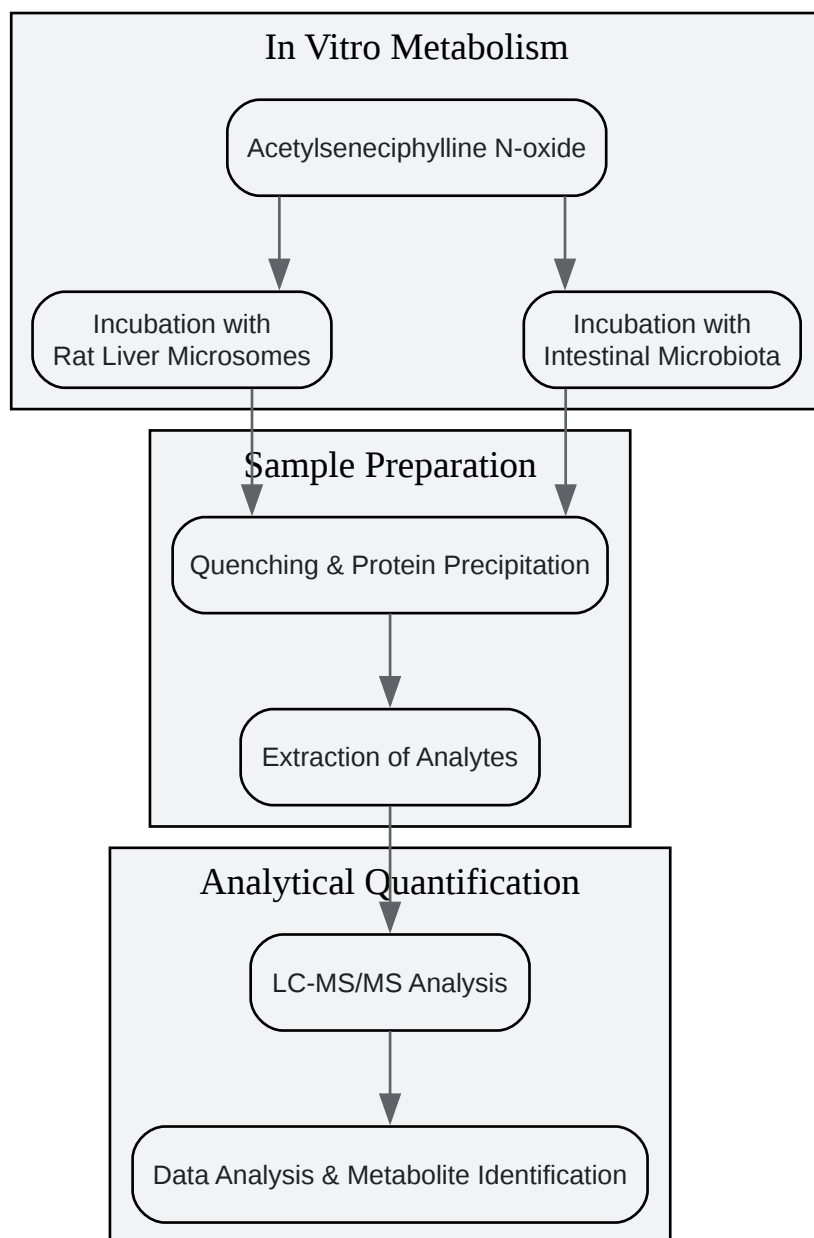 In Vitro Metabolism
Acetylseneciphylline N-oxide
Incubation with
Rat Liver Microsomes
Incubation with
Intestinal Microbiota
Sample Preparation
Quenching & Protein Precipitation
Extraction of Analytes
Analytical Quantification
LC-MS/MS Analysis
Data Analysis & Metabolite Identification